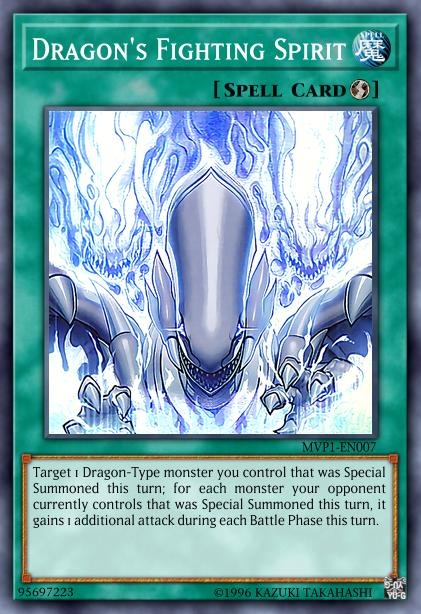 Dragon's Fighting Spirit
SPELL 魔
[Spell Card]
MVP1-EN007
Target 1 Dragon-Type monster you control that was Special
Summoned this turn; for each monster your opponent
currently controls that was Special Summoned this turn, it
gains 1 additional attack during each Battle Phase this turn.
95697223
©1996 KAZUKI TAKAHASHI